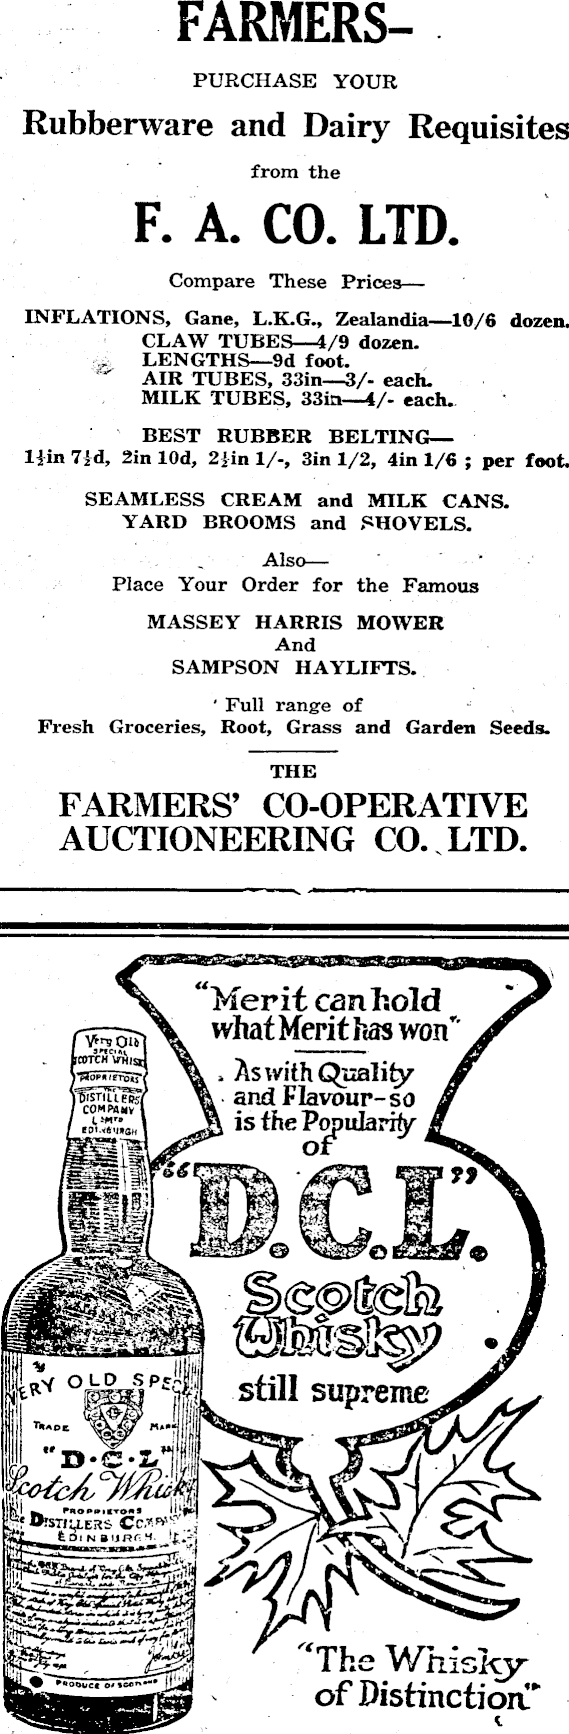 FARMERS–
PURCHASE YOUR
Rubberware and Dairy Requisites
from the
F. A. CO. LTD.
Compare These Prices—
INFLATIONS, Gane, L.K.G., Zealandia—10/6 dozen.
CLAW TUBES—4/9 dozen.
LENGTHS—9d foot.
AIR TUBES, 33in—3/- each.
MILK TUBES, 33in—4/- each.
BEST RUBBER BELTING—
1½in 7½d, 2in 10d, 2½in 1/-, 3in 1/2, 4in 1/6 ; per foot.
SEAMLESS CREAM and MILK CANS.
YARD BROOMS and SHOVELS.
Also—
Place Your Order for the Famous
MASSEY HARRIS MOWER
And
SAMPSON HAYLIFTS.
Full range of
Fresh Groceries, Root, Grass and Garden Seeds.
THE
FARMERS' CO-OPERATIVE
AUCTIONEERING CO. LTD.
"Merit can hold
what Merit has won"
As with Quality
and Flavour–so
is the Popularity
of
"D.C.L."
Scotch
Whisky
still supreme
Very Old
SPECIAL
SCOTCH WHISK
PROPRIETORS
THE
DISTILLERS
COMPANY
LIMTD
EDINBURGH
VERY OLD SPEC
TRADE MARK
"D.C.L"
Scotch Whisk
PROPRIETORS
The DISTILLERS COMPANY
EDINBURGH.
PRODUCE OF SCOTLAND
"The Whisky
of Distinction"